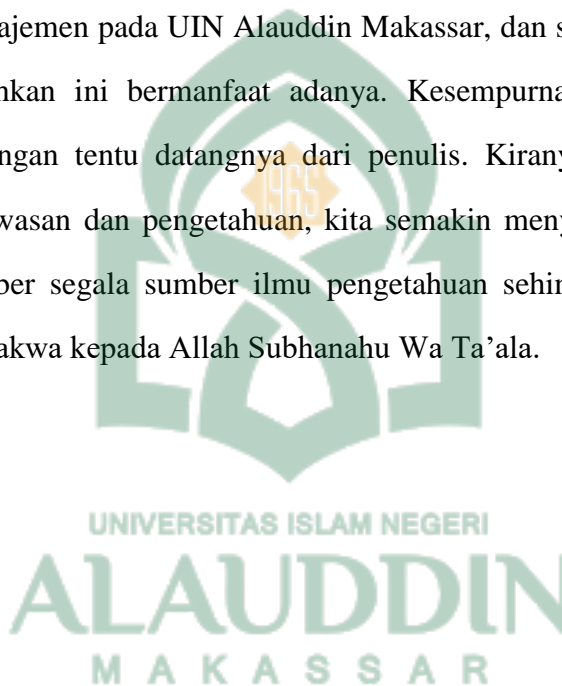 ajemen pada UIN Alauddin Makassar, dan s
nkan ini bermanfaat adanya. Kesempurna
ngan tentu datangnya dari penulis. Kirany
wasan dan pengetahuan, kita semakin meny
ber segala sumber ilmu pengetahuan sehin
akwa kepada Allah Subhanahu Wa Ta’ala.
1965
UNIVERSITAS ISLAM NEGERI
ALAUDDIN
MAKASSAR